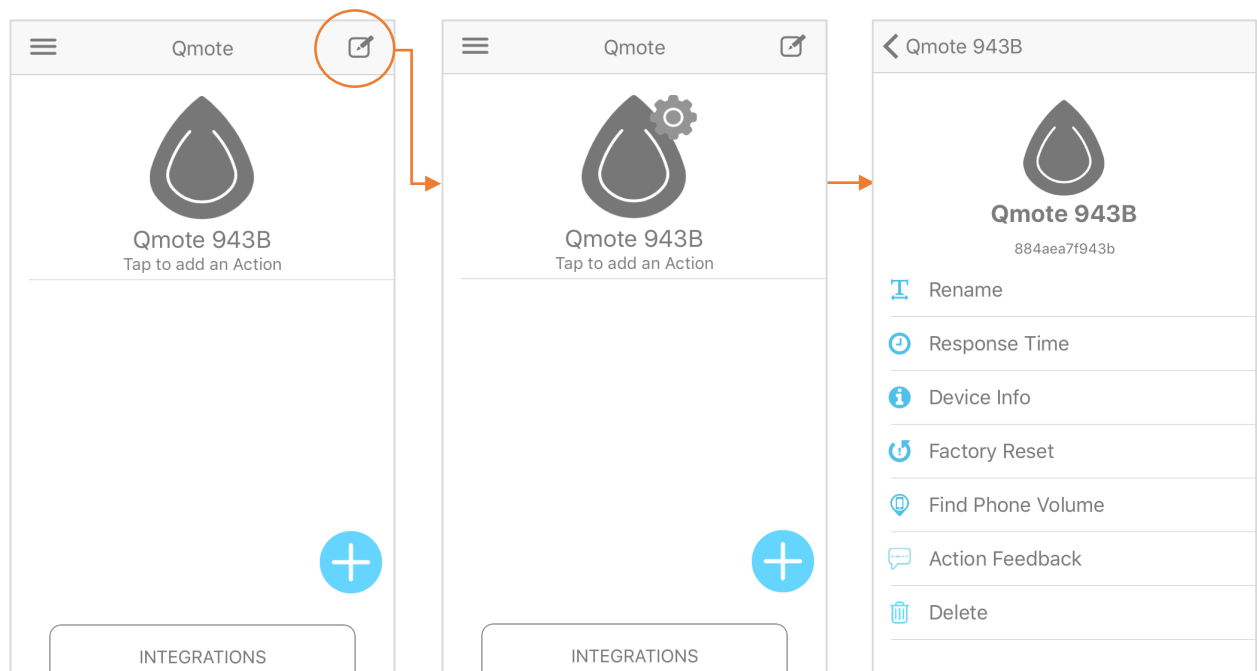 Qmote
Qmote 943B
Tap to add an Action
INTEGRATIONS
Qmote
Qmote 943B
Tap to add an Action
INTEGRATIONS
Qmote 943B
Qmote 943B
884aea7f943b
Rename
Response Time
Device Info
Factory Reset
Find Phone Volume
Action Feedback
Delete